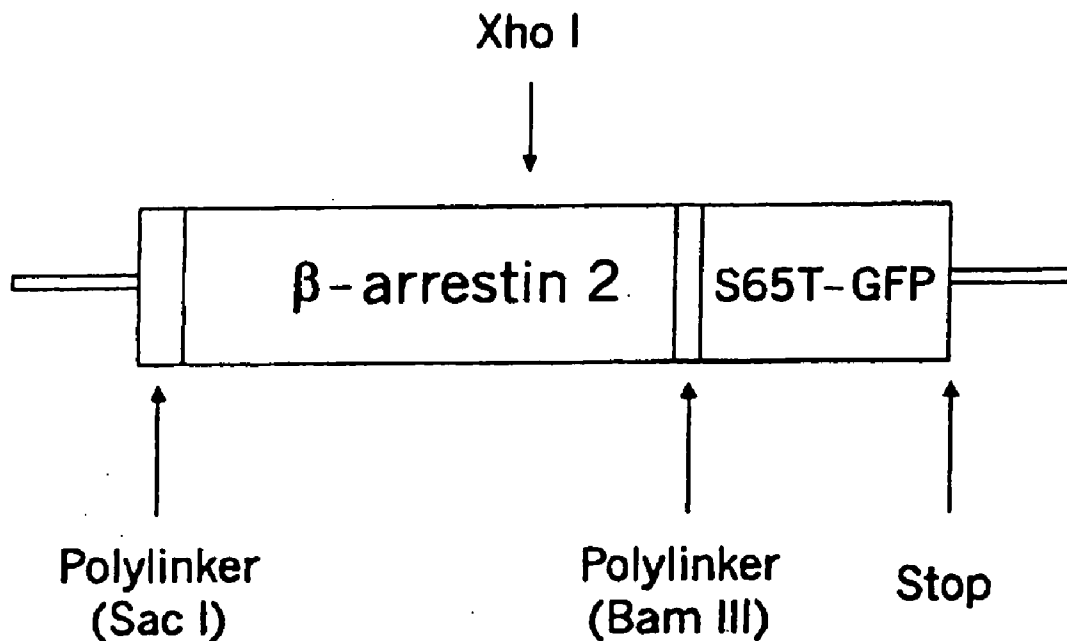 Xho I
β-arrestin 2
S65T-GFP
Polylinker
(Sac I)
Polylinker
(Bam III)
Stop